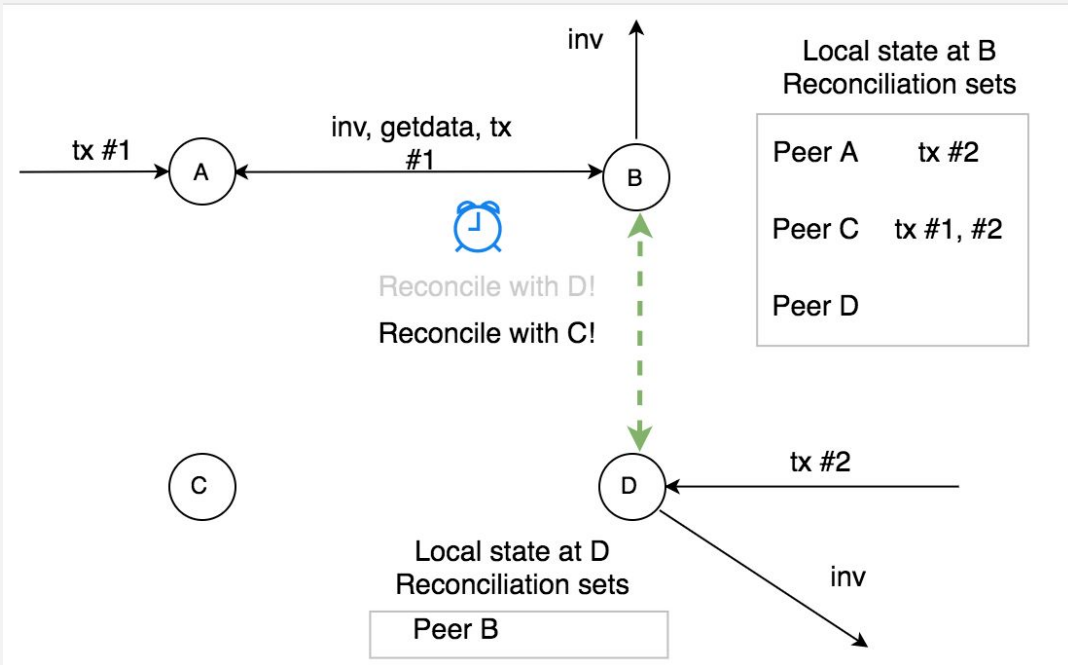 inv
Local state at B
Reconciliation sets
tx #1
A
inv, getdata, tx
#1
B
Peer A tx #2
Peer C tx #1, #2
Peer D
Reconcile with D!
Reconcile with C!
C
D
tx #2
Local state at D
Reconciliation sets
Peer B
inv